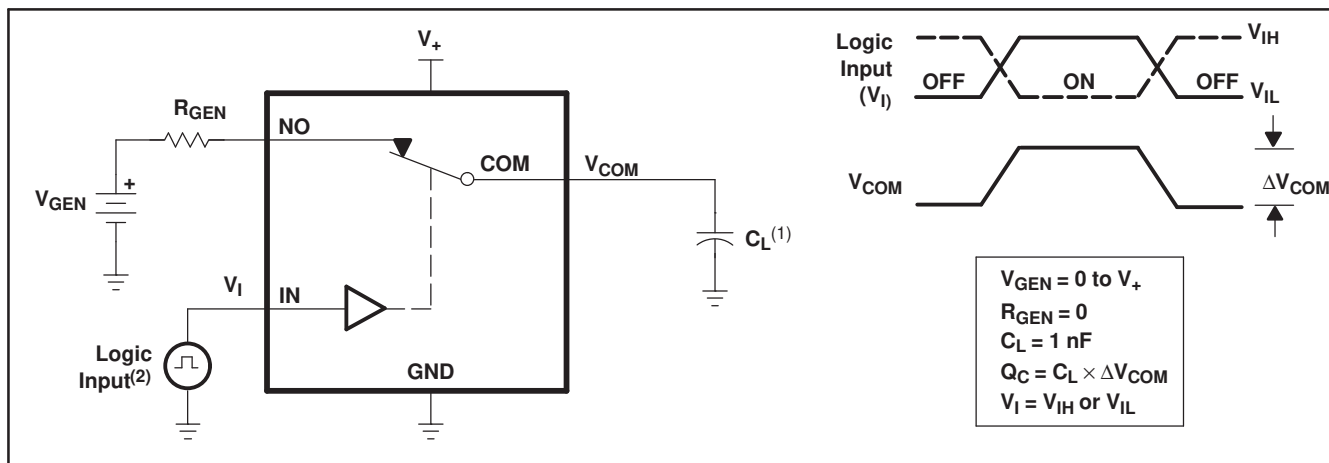 V+
RGEN
NO
COM
VCOM
VGEN
+
CL(1)
VI
IN
Logic
Input(2)
GND
Logic
Input
(VI)
OFF
ON
OFF
VIH
VIL
VCOM
ΔVCOM
VGEN = 0 to V+
RGEN = 0
CL = 1 nF
QC = CL × ΔVCOM
VI = VIH or VIL